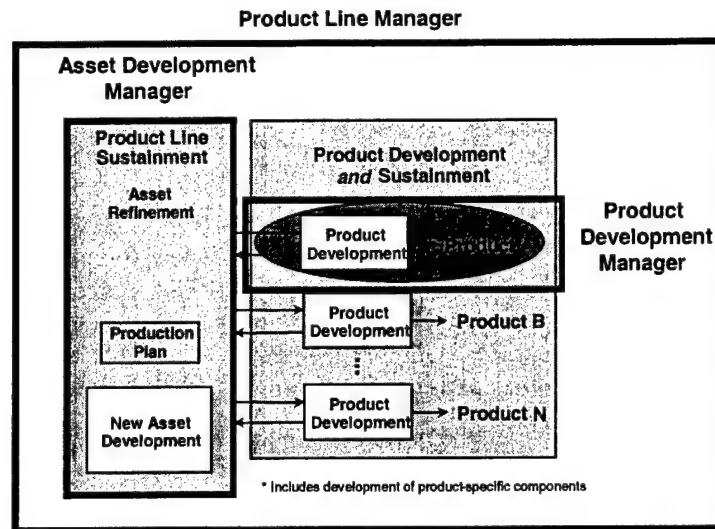 Product Line Manager
Asset Development
Manager
Product Line
Sustainment
Asset
Refinement
Production
Plan
New Asset
Development
Product Development
and Sustainment
Product
Development
Product
Product
Development
Manager
Product
Development
Product B
Product
Development
Product N
* Includes development of product-specific components